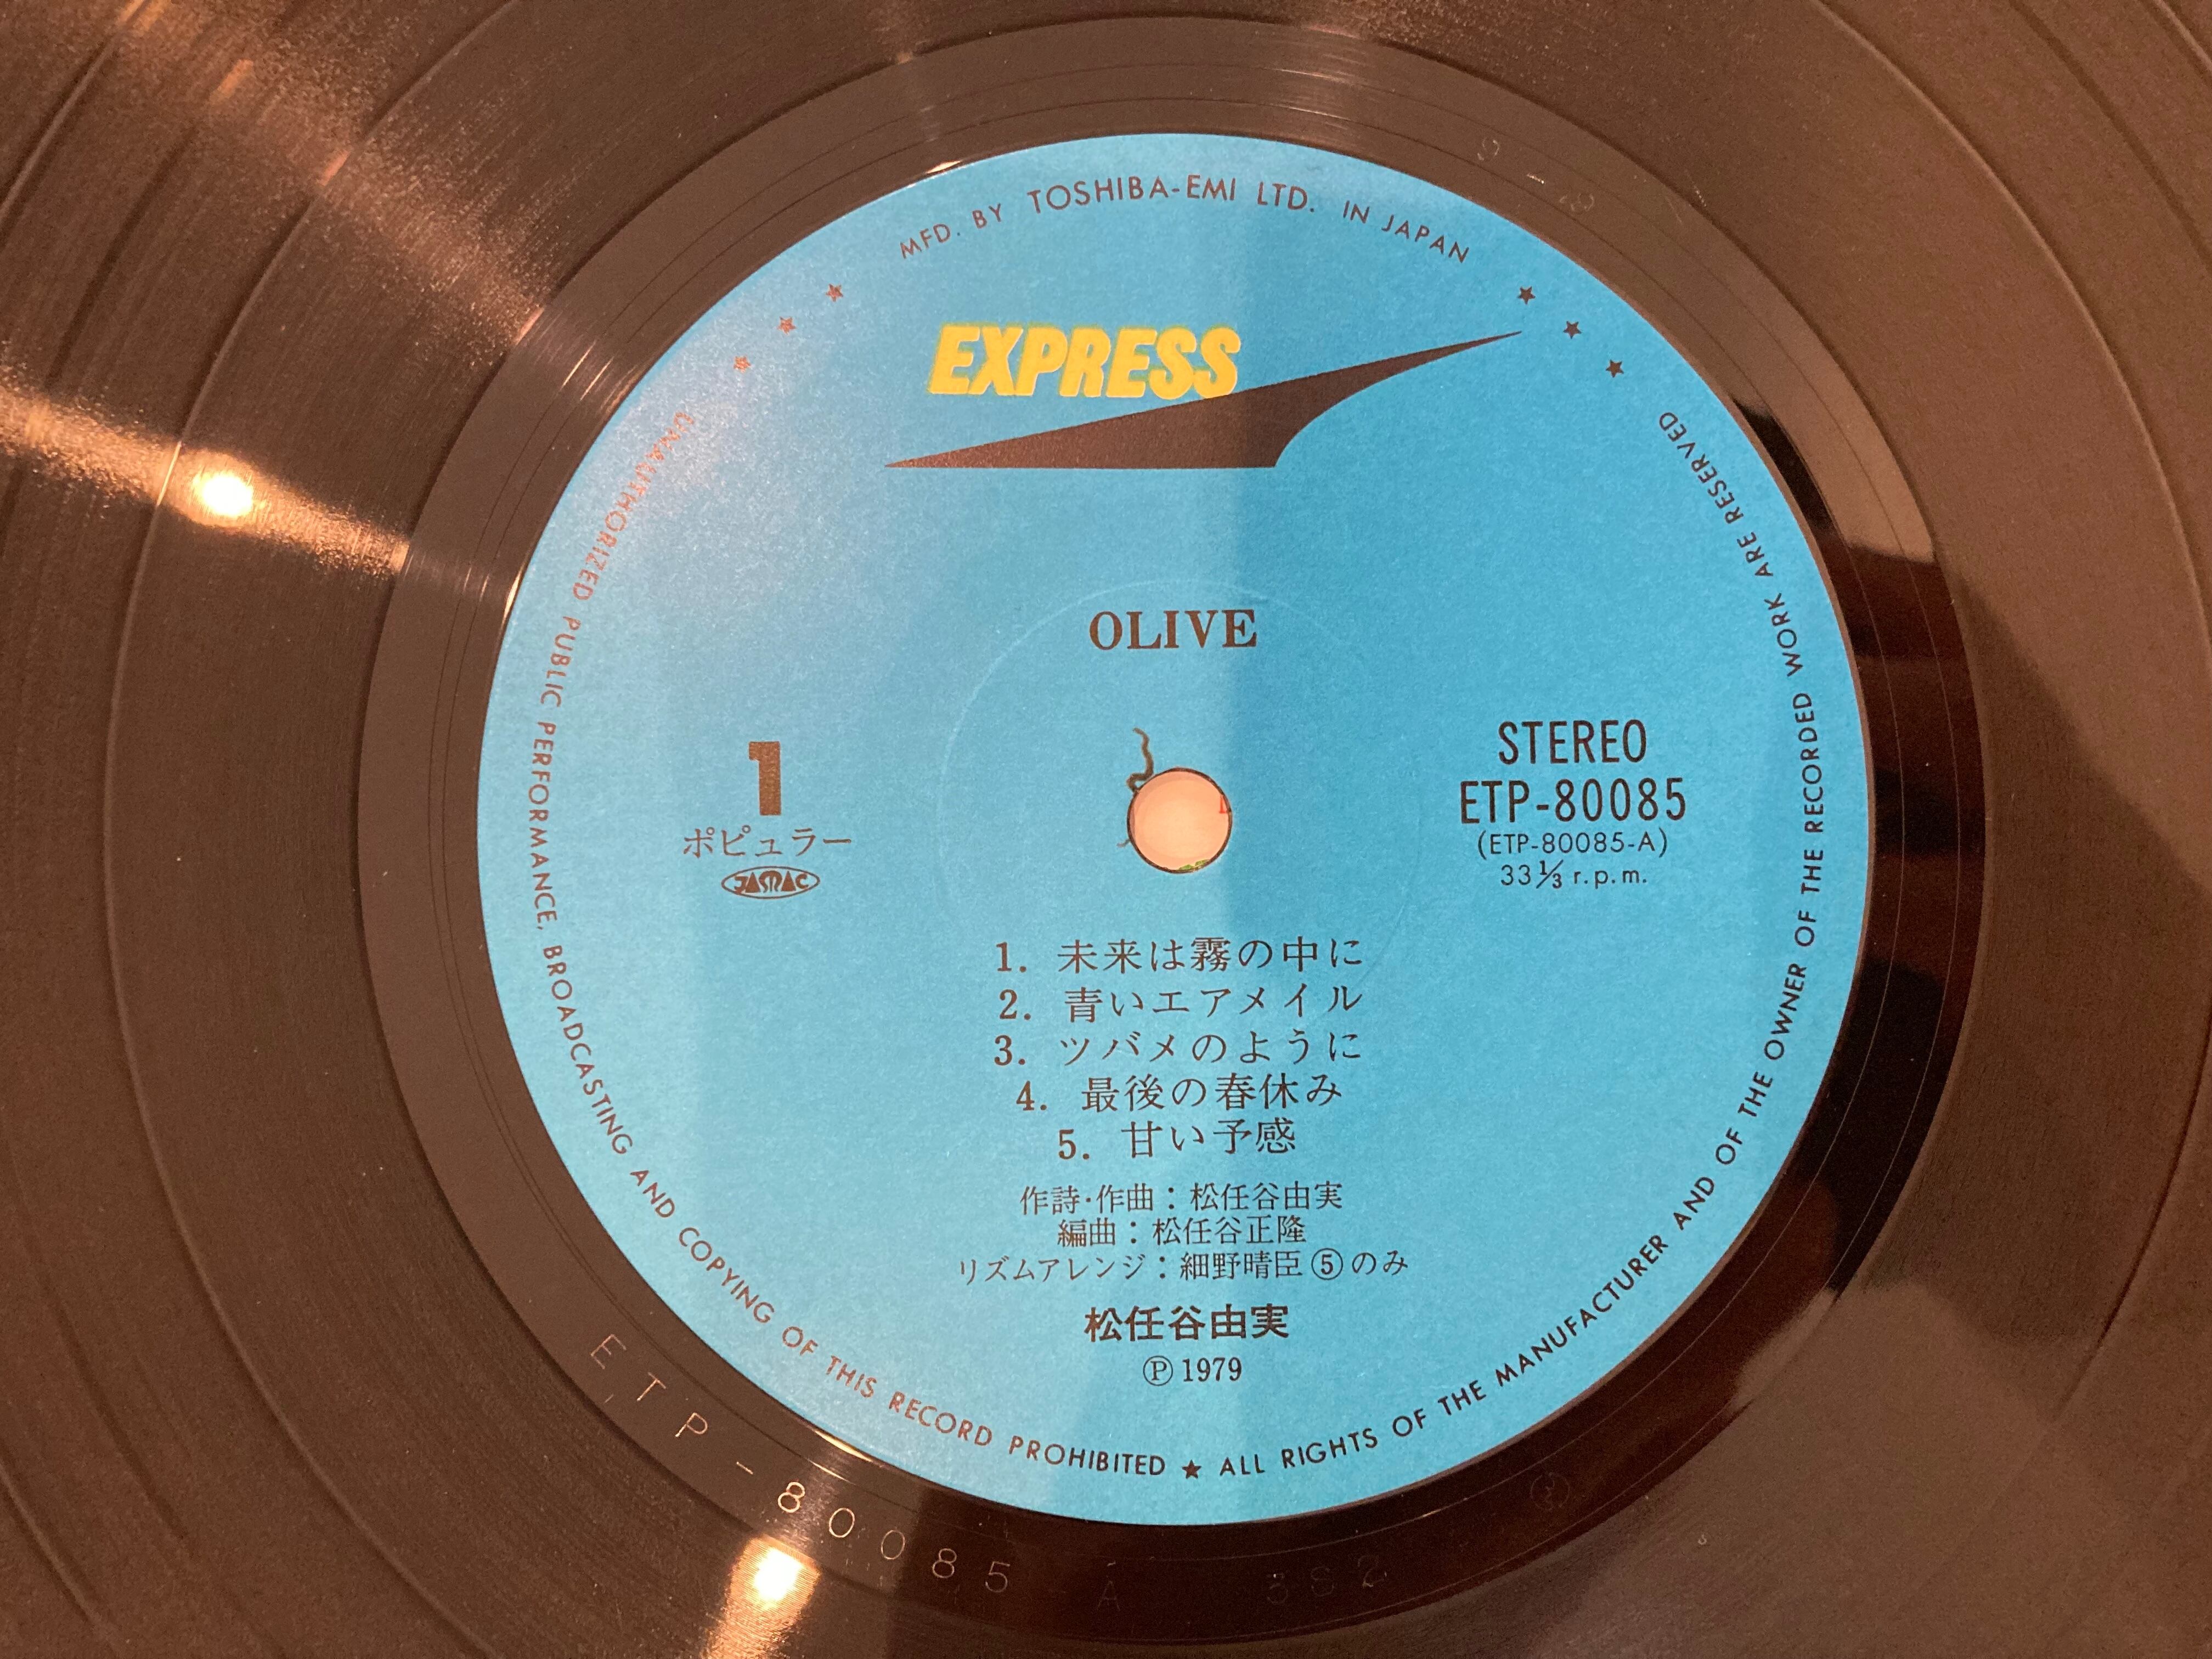 MFD. BY TOSHIBA-EMI LTD. IN JAPAN
EXPRESS
OLIVE
1
ポピュラー
JASRAC
STEREO
ETP-80085
(ETP-80085-A)
33⅓ r.p.m.
1. 未来は霧の中に
2. 青いエアメイル
3. ツバメのように
4. 最後の春休み
5. 甘い予感
作詩·作曲：松任谷由実
編曲：松任谷正隆
リズムアレンジ：細野晴臣⑤のみ
松任谷由実
Ⓟ1979
UNAUTHORIZED PUBLIC PERFORMANCE, BROADCASTING AND COPYING OF THIS RECORD PROHIBITED ★ ALL RIGHTS OF THE MANUFACTURER AND OF THE OWNER OF THE RECORDED WORK ARE RESERVED
ETP-80085 A